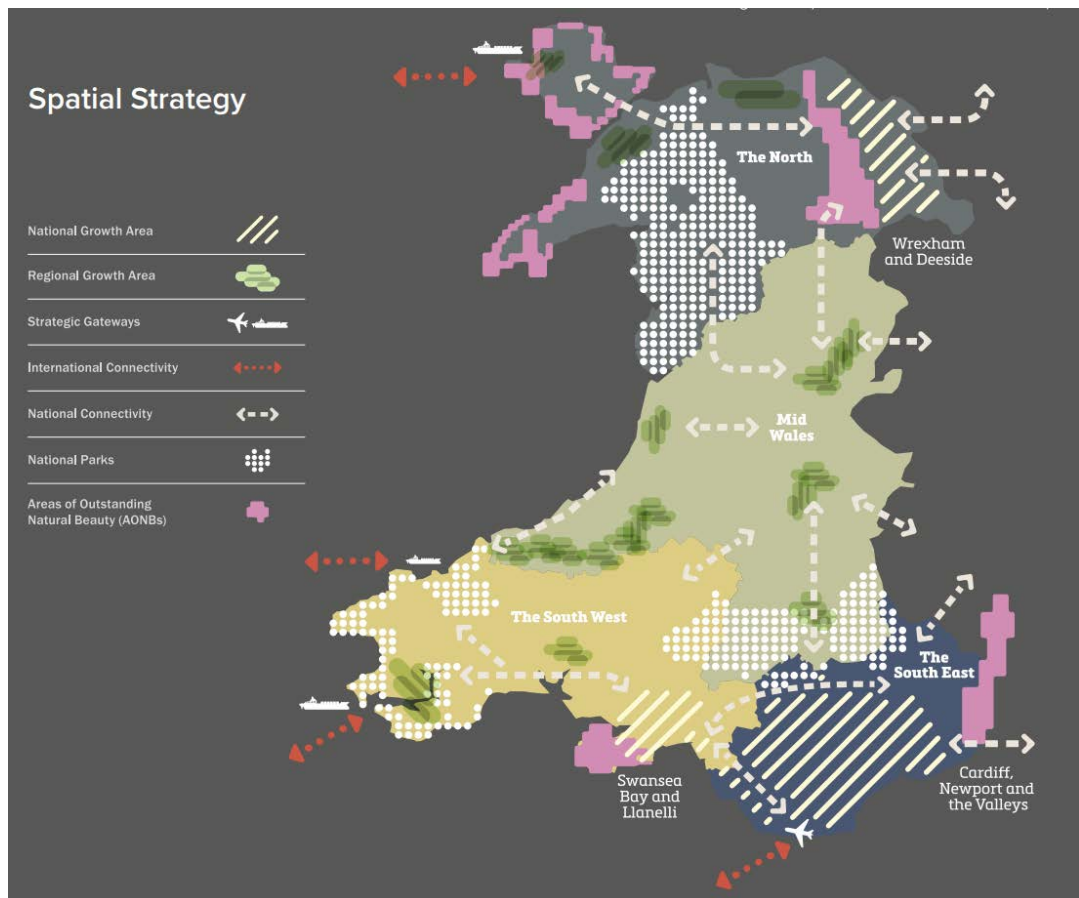 Spatial Strategy
National Growth Area
Regional Growth Area
Strategic Gateways
International Connectivity
National Connectivity
National Parks
Areas of Outstanding
Natural Beauty (AONBs)
The North
Wrexham
and Deeside
Mid
Wales
The South West
The
South East
Swansea
Bay and
Llanelli
Cardiff,
Newport and
the Valleys